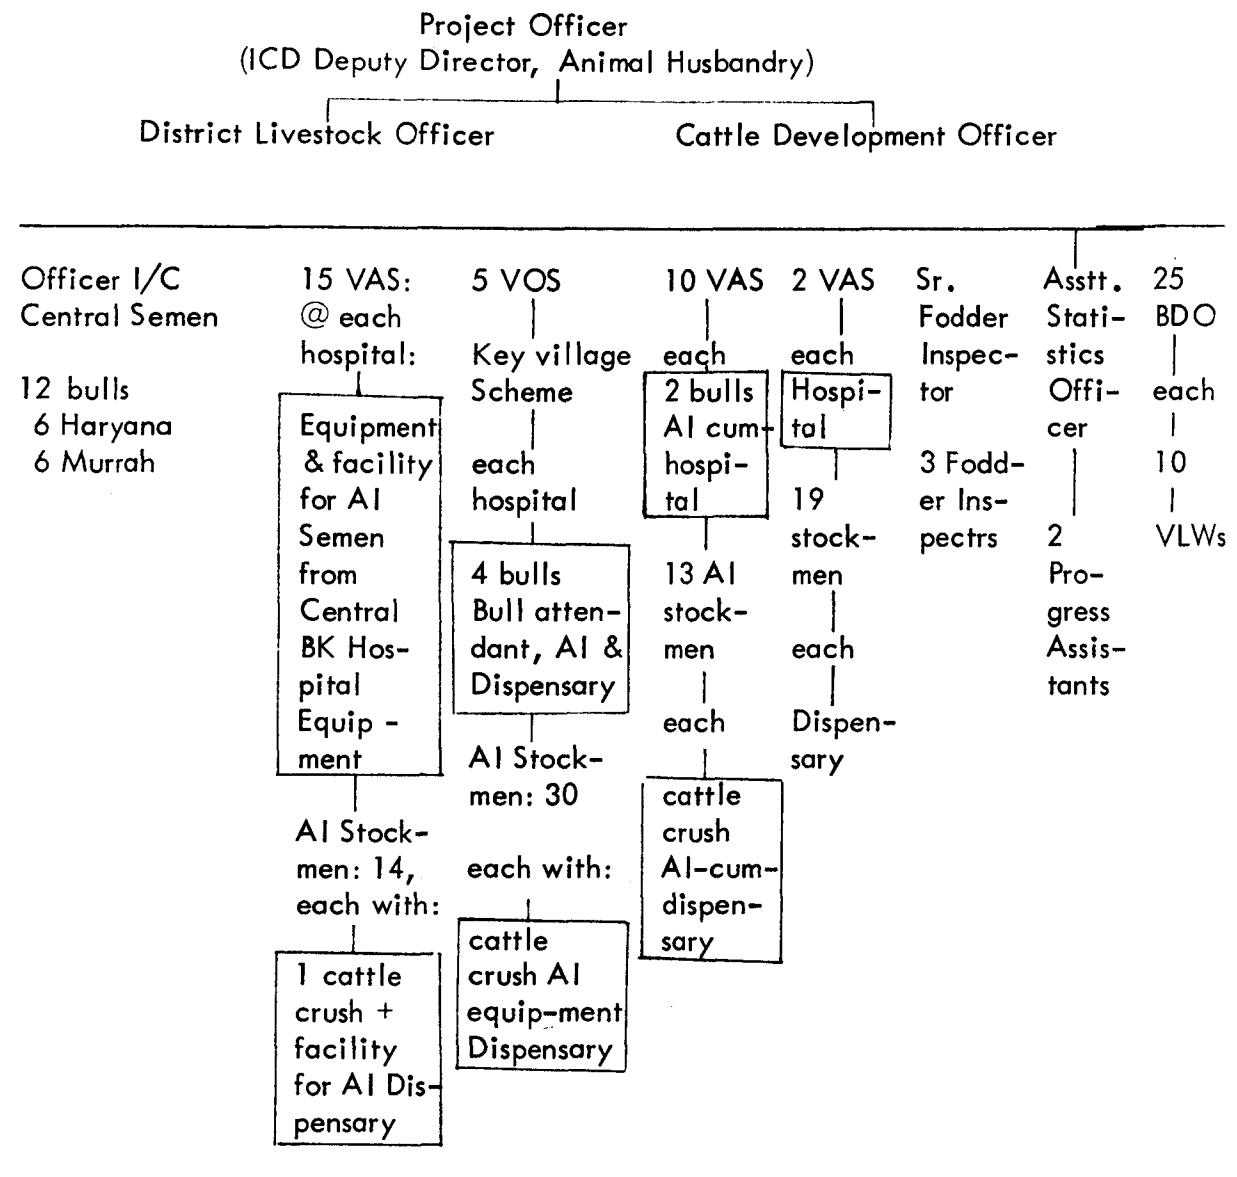 Project Officer
(ICD Deputy Director, Animal Husbandry)
District Livestock Officer
Cattle Development Officer
Officer I/C
Central Semen
12 bulls
6 Haryana
6 Murrah
15 VAS:
@ each
hospital:
Equipment
& facility
for AI
Semen
from
Central
BK Hos-
pital
Equip -
ment
AI Stock-
men: 14,
each with:
1 cattle
crush +
facility
for AI Dis-
pensary
5 VOS
Key village
Scheme
each
hospital
4 bulls
Bull atten-
dant, AI &
Dispensary
AI Stock-
men: 30
each with:
cattle
crush AI
equip-ment
Dispensary
10 VAS
each
2 bulls
AI cum-
hospi-
tal
13 AI
stock-
men
each
cattle
crush
AI-cum-
dispen-
sary
2 VAS
each
Hospi-
tal
19
stock-
men
each
Dispen-
sary
Sr.
Fodder
Inspec-
tor
3 Fodd-
er Ins-
pectrs
Asstt.
Stati-
stics
Offi-
cer
2
Pro-
gress
Assis-
tants
25
BDO
each
10
VLWs